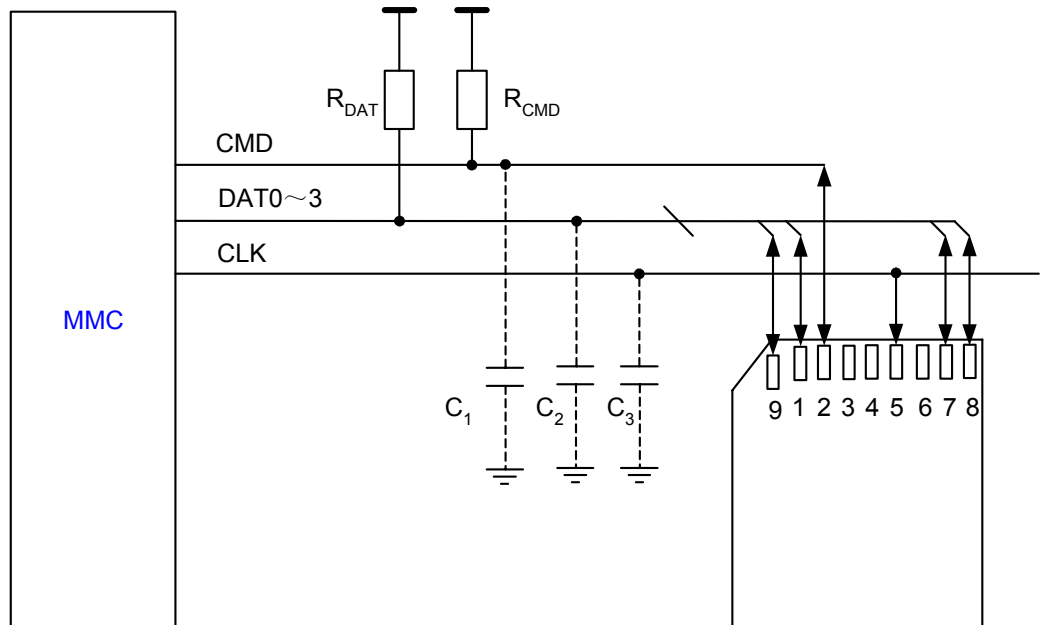 R_DAT R_CMD
CMD
DAT0～3
CLK
MMC
C_1 C_2 C_3
9 1 2 3 4 5 6 7 8